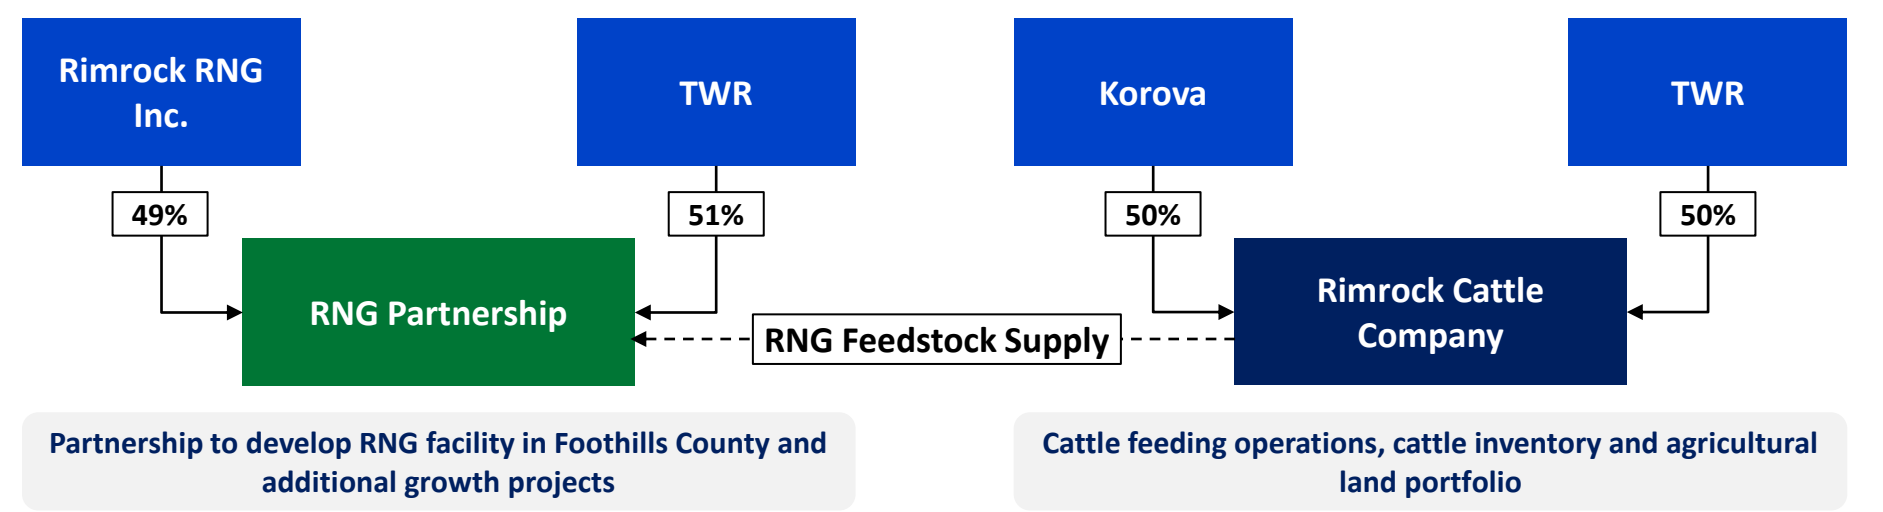 Rimrock RNG
Inc.
TWR
Korova
TWR
49%
51%
50%
50%
RNG Partnership
RNG Feedstock Supply
Rimrock Cattle
Company
Partnership to develop RNG facility in Foothills County and
additional growth projects
Cattle feeding operations, cattle inventory and agricultural
land portfolio